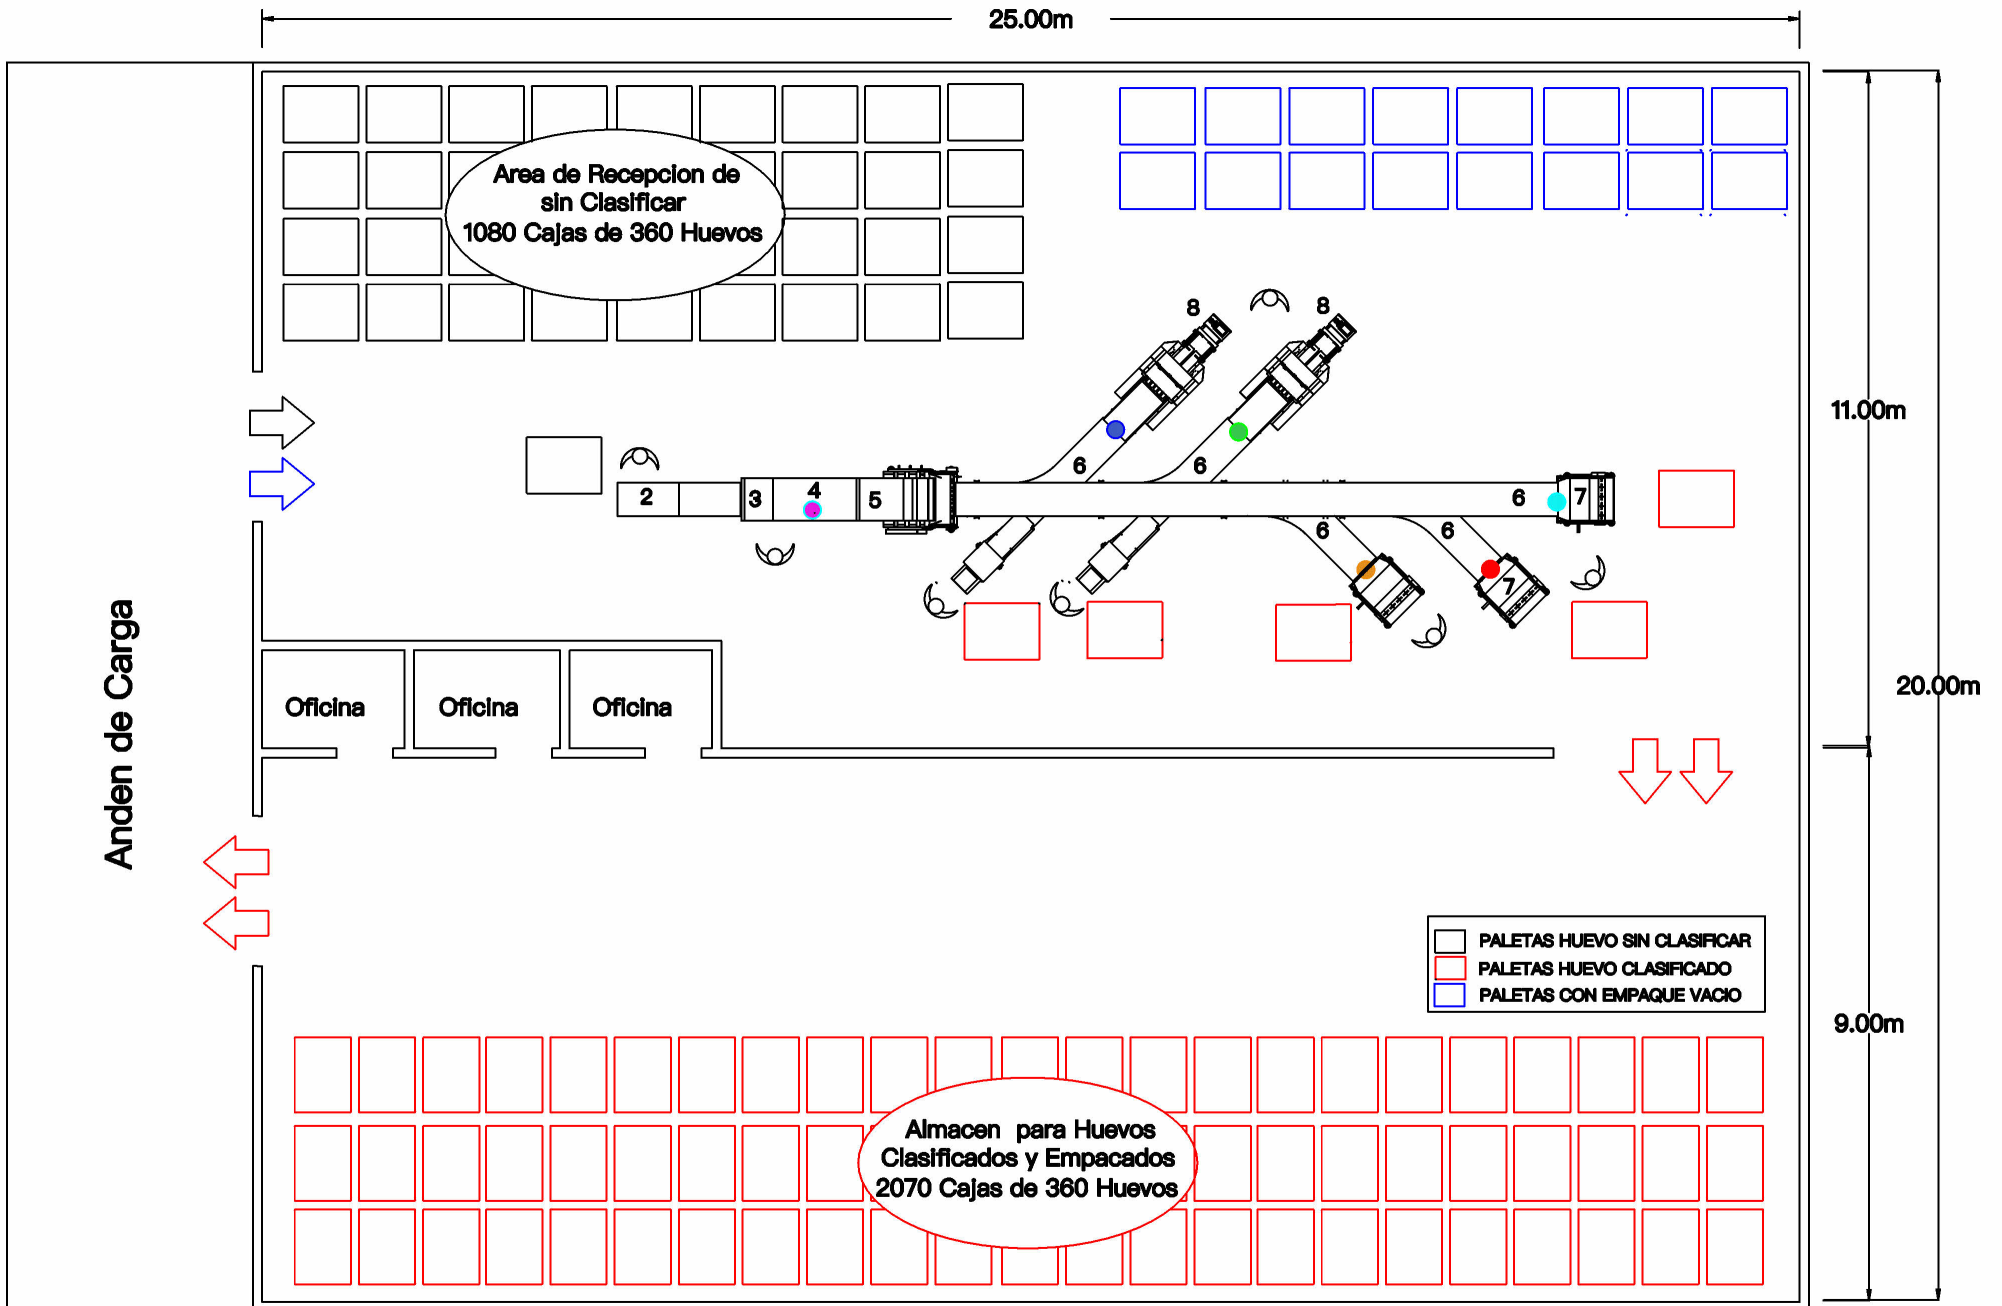 25.00m
Area de Recepcion de
sin Clasificar
1080 Cajas de 360 Huevos
8
8
11.00m
6
6
2
3
4
5
6
7
6
6
7
Anden de Carga
Oficina
Oficina
Oficina
20.00m
PALETAS HUEVO SIN CLASIFICAR
PALETAS HUEVO CLASIFICADO
PALETAS CON EMPAQUE VACIO
9.00m
Almacen para Huevos
Clasificados y Empacados
2070 Cajas de 360 Huevos